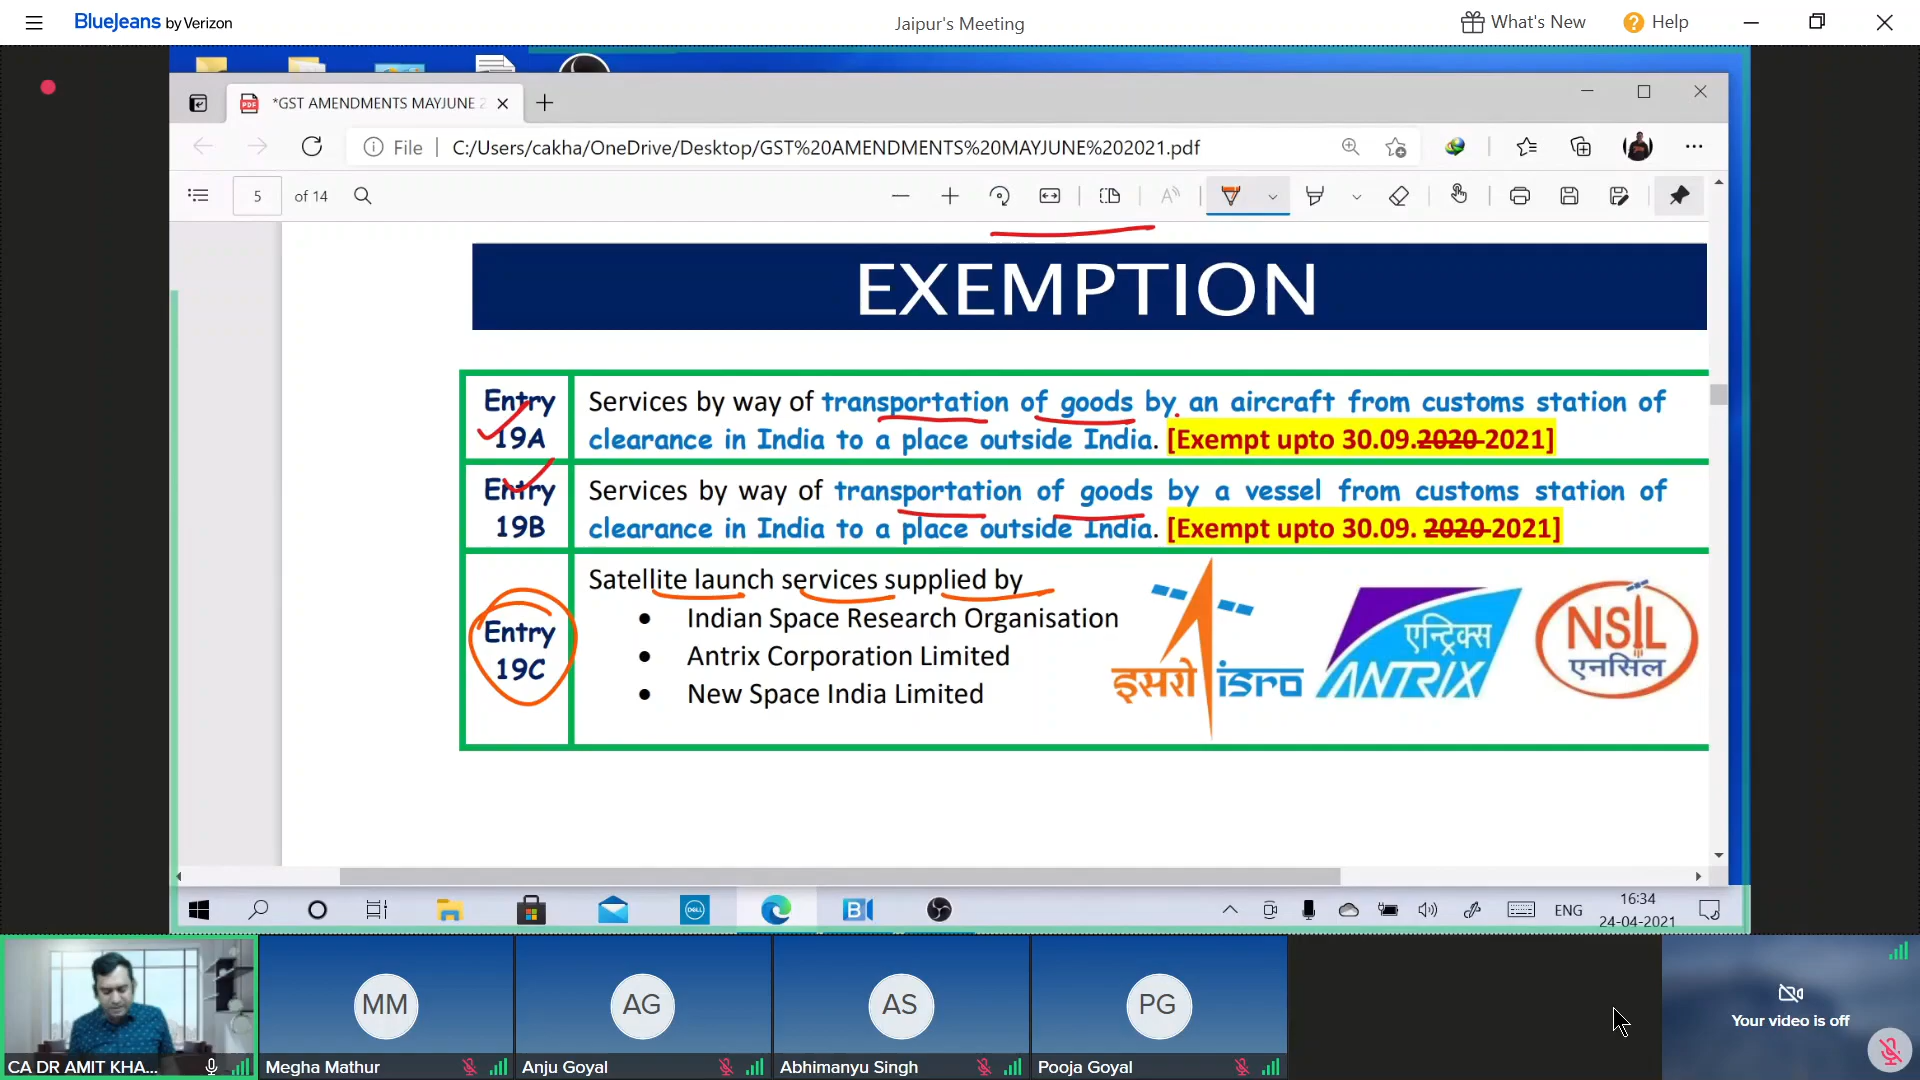 BlueJeans by Verizon
Jaipur's Meeting
What's New
? Help
*GST AMENDMENTS MAYJUNE 2
File
C:/Users/cakha/OneDrive/Desktop/GST%20AMENDMENTS%20MAYJUNE%202021.pdf
5 of 14
EXEMPTION
Entry 19A
Services by way of transportation of goods by an aircraft from customs station of
clearance in India to a place outside India. [Exempt upto 30.09.2020 2021]
Entry 19B
Services by way of transportation of goods by a vessel from customs station of
clearance in India to a place outside India. [Exempt upto 30.09. 2020 2021]
Entry 19C
Satellite launch services supplied by
• Indian Space Research Organisation
• Antrix Corporation Limited
• New Space India Limited
इसरो isro
एन्ट्रिक्स
ANTRIX
NSIL
एनसिल
DELL
ENG
16:34
24-04-2021
CA DR AMIT KHA...
MM
Megha Mathur
AG
Anju Goyal
AS
Abhimanyu Singh
PG
Pooja Goyal
Your video is off